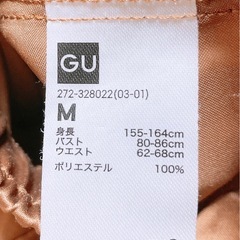 GU
272-328022(03-01)
M
身長 155-164cm
バスト 80-86cm
ウエスト 62-68cm
ポリエステル 100%